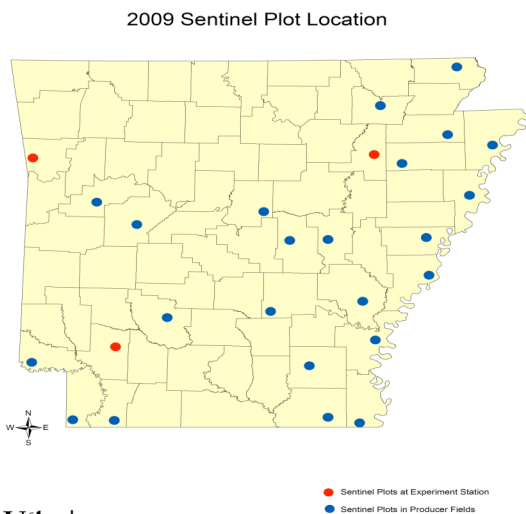 2009 Sentinel Plot Location
N
W E
S
Sentinel Plots at Experiment Station
Sentinel Plots in Producer Fields